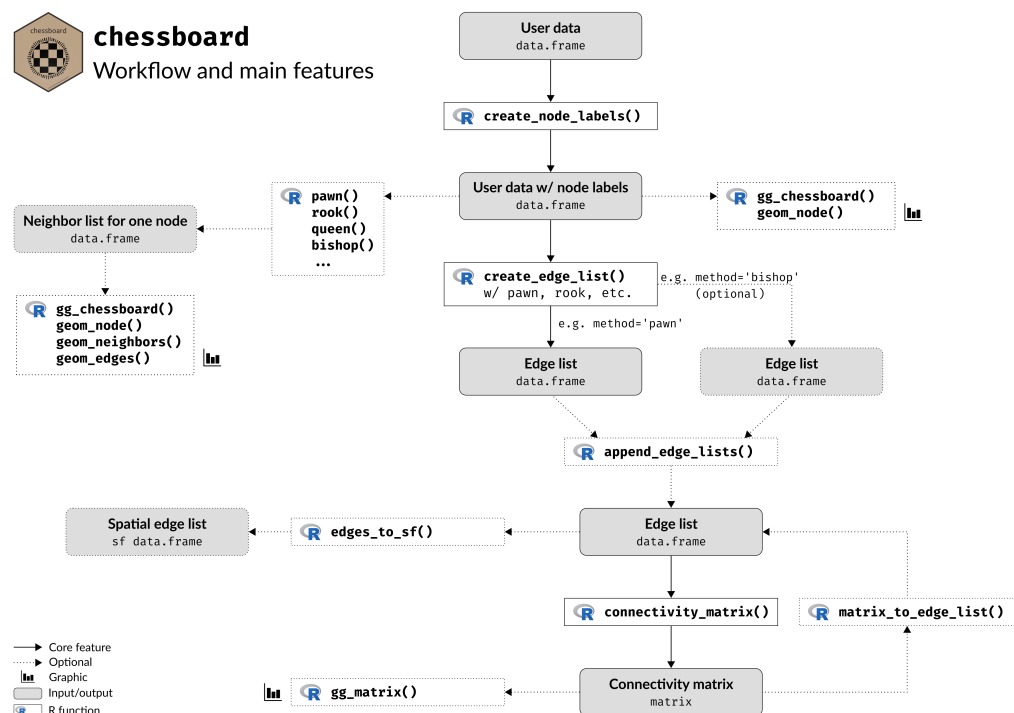 chessboard
chessboard
Workflow and main features
User data
data.frame
create_node_labels()
User data w/ node labels
data.frame
pawn()
rook()
queen()
bishop()
...
gg_chessboard()
geom_node()
Neighbor list for one node
data.frame
gg_chessboard()
geom_node()
geom_neighbors()
geom_edges()
create_edge_list()
w/ pawn, rook, etc.
e.g. method='bishop'
(optional)
e.g. method='pawn'
Edge list
data.frame
Edge list
data.frame
append_edge_lists()
Spatial edge list
sf data.frame
edges_to_sf()
Edge list
data.frame
connectivity_matrix()
matrix_to_edge_list()
gg_matrix()
Connectivity matrix
matrix
Core feature
Optional
Graphic
Input/output
R function